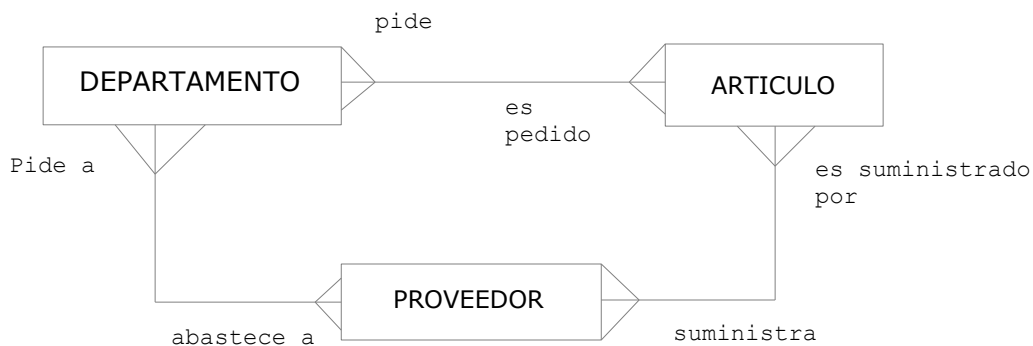 pide
DEPARTAMENTO
ARTICULO
es
pedido
Pide a
es suministrado
por
PROVEEDOR
abastece a
suministra